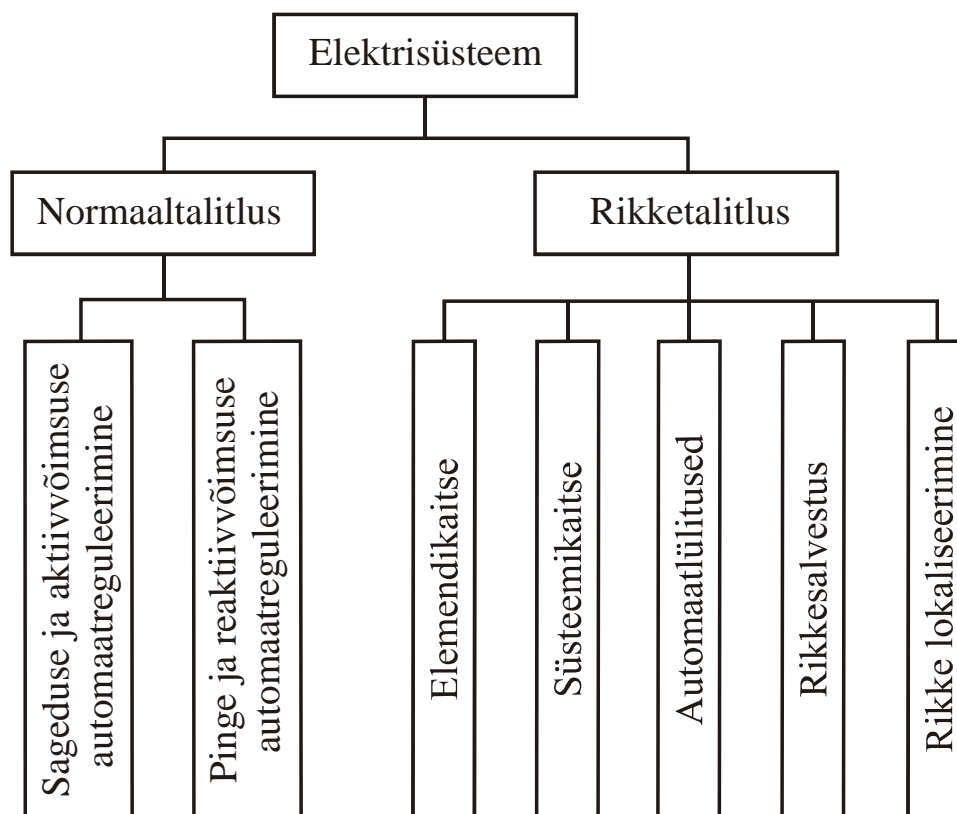 Elektrisüsteem
Normaaltalitlus
Rikketalitlus
Sageduse ja aktiivvõimsuse
automaatreguleerimine
Pinge ja reaktiivvõimsuse
automaatreguleerimine
Elemendikaitse
Süsteemikaitse
Automaatlülitused
Rikkesalvestus
Rikke lokaliseerimine